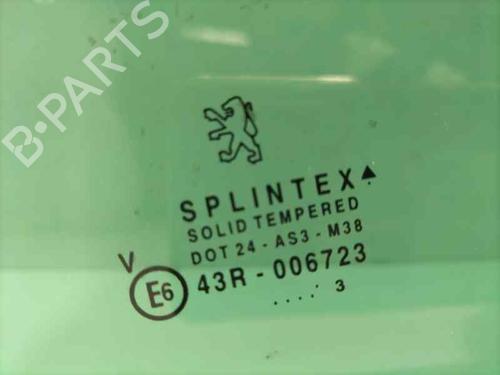 B-PARTS
SPLINTEX▲
SOLID TEMPERED
DOT 24 - AS3 - M38
V
E6 43R - 006723
.... 3